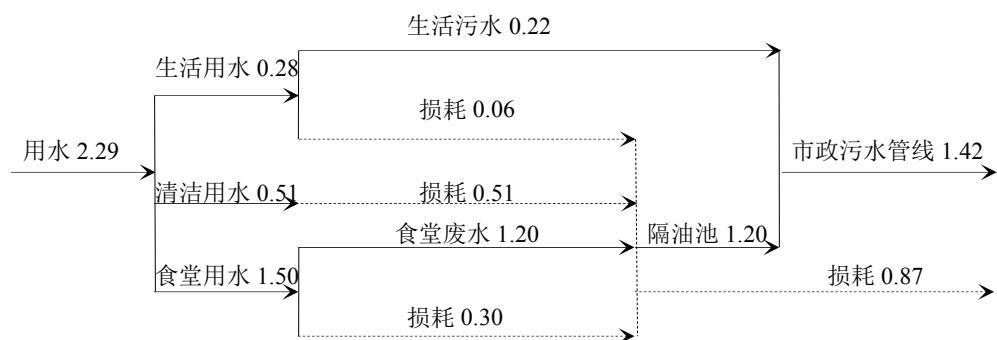 生活污水 0.22
生活用水 0.28
损耗 0.06
用水 2.29
市政污水管线 1.42
清洁用水 0.51
损耗 0.51
食堂废水 1.20
隔油池 1.20
食堂用水 1.50
损耗 0.87
损耗 0.30